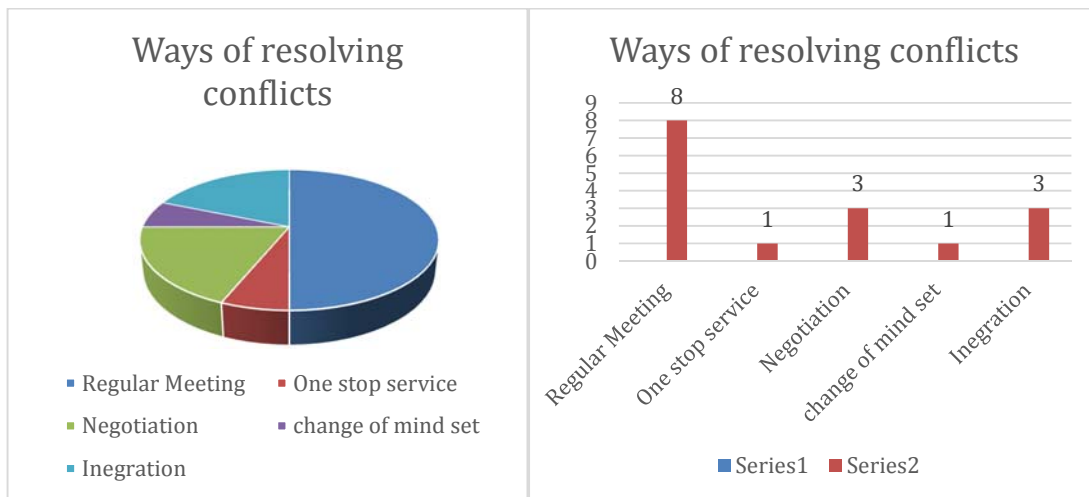 Ways of resolving
conflicts
Regular Meeting
One stop service
Negotiation
change of mind set
Inegration
Ways of resolving conflicts
9
8
7
6
5
4
3
2
1
0
8
1
3
1
3
Regular Meeting
One stop service
Negotiation
change of mind set
Inegration
Series1
Series2